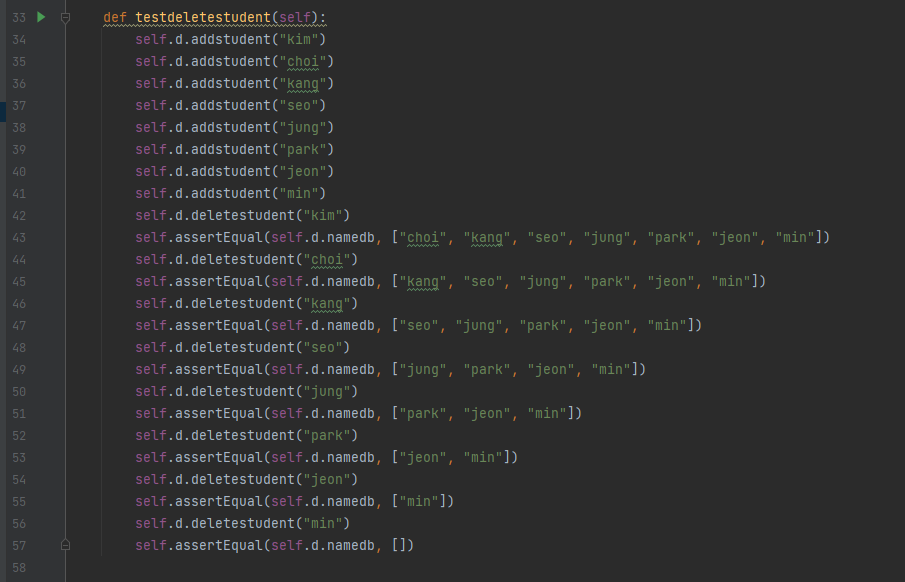 33 def testdeletestudent(self):
34 self.d.addstudent("kim")
35 self.d.addstudent("choi")
36 self.d.addstudent("kang")
37 self.d.addstudent("seo")
38 self.d.addstudent("jung")
39 self.d.addstudent("park")
40 self.d.addstudent("jeon")
41 self.d.addstudent("min")
42 self.d.deletestudent("kim")
43 self.assertEqual(self.d.namedb, ["choi", "kang", "seo", "jung", "park", "jeon", "min"])
44 self.d.deletestudent("choi")
45 self.assertEqual(self.d.namedb, ["kang", "seo", "jung", "park", "jeon", "min"])
46 self.d.deletestudent("kang")
47 self.assertEqual(self.d.namedb, ["seo", "jung", "park", "jeon", "min"])
48 self.d.deletestudent("seo")
49 self.assertEqual(self.d.namedb, ["jung", "park", "jeon", "min"])
50 self.d.deletestudent("jung")
51 self.assertEqual(self.d.namedb, ["park", "jeon", "min"])
52 self.d.deletestudent("park")
53 self.assertEqual(self.d.namedb, ["jeon", "min"])
54 self.d.deletestudent("jeon")
55 self.assertEqual(self.d.namedb, ["min"])
56 self.d.deletestudent("min")
57 self.assertEqual(self.d.namedb, [])
58